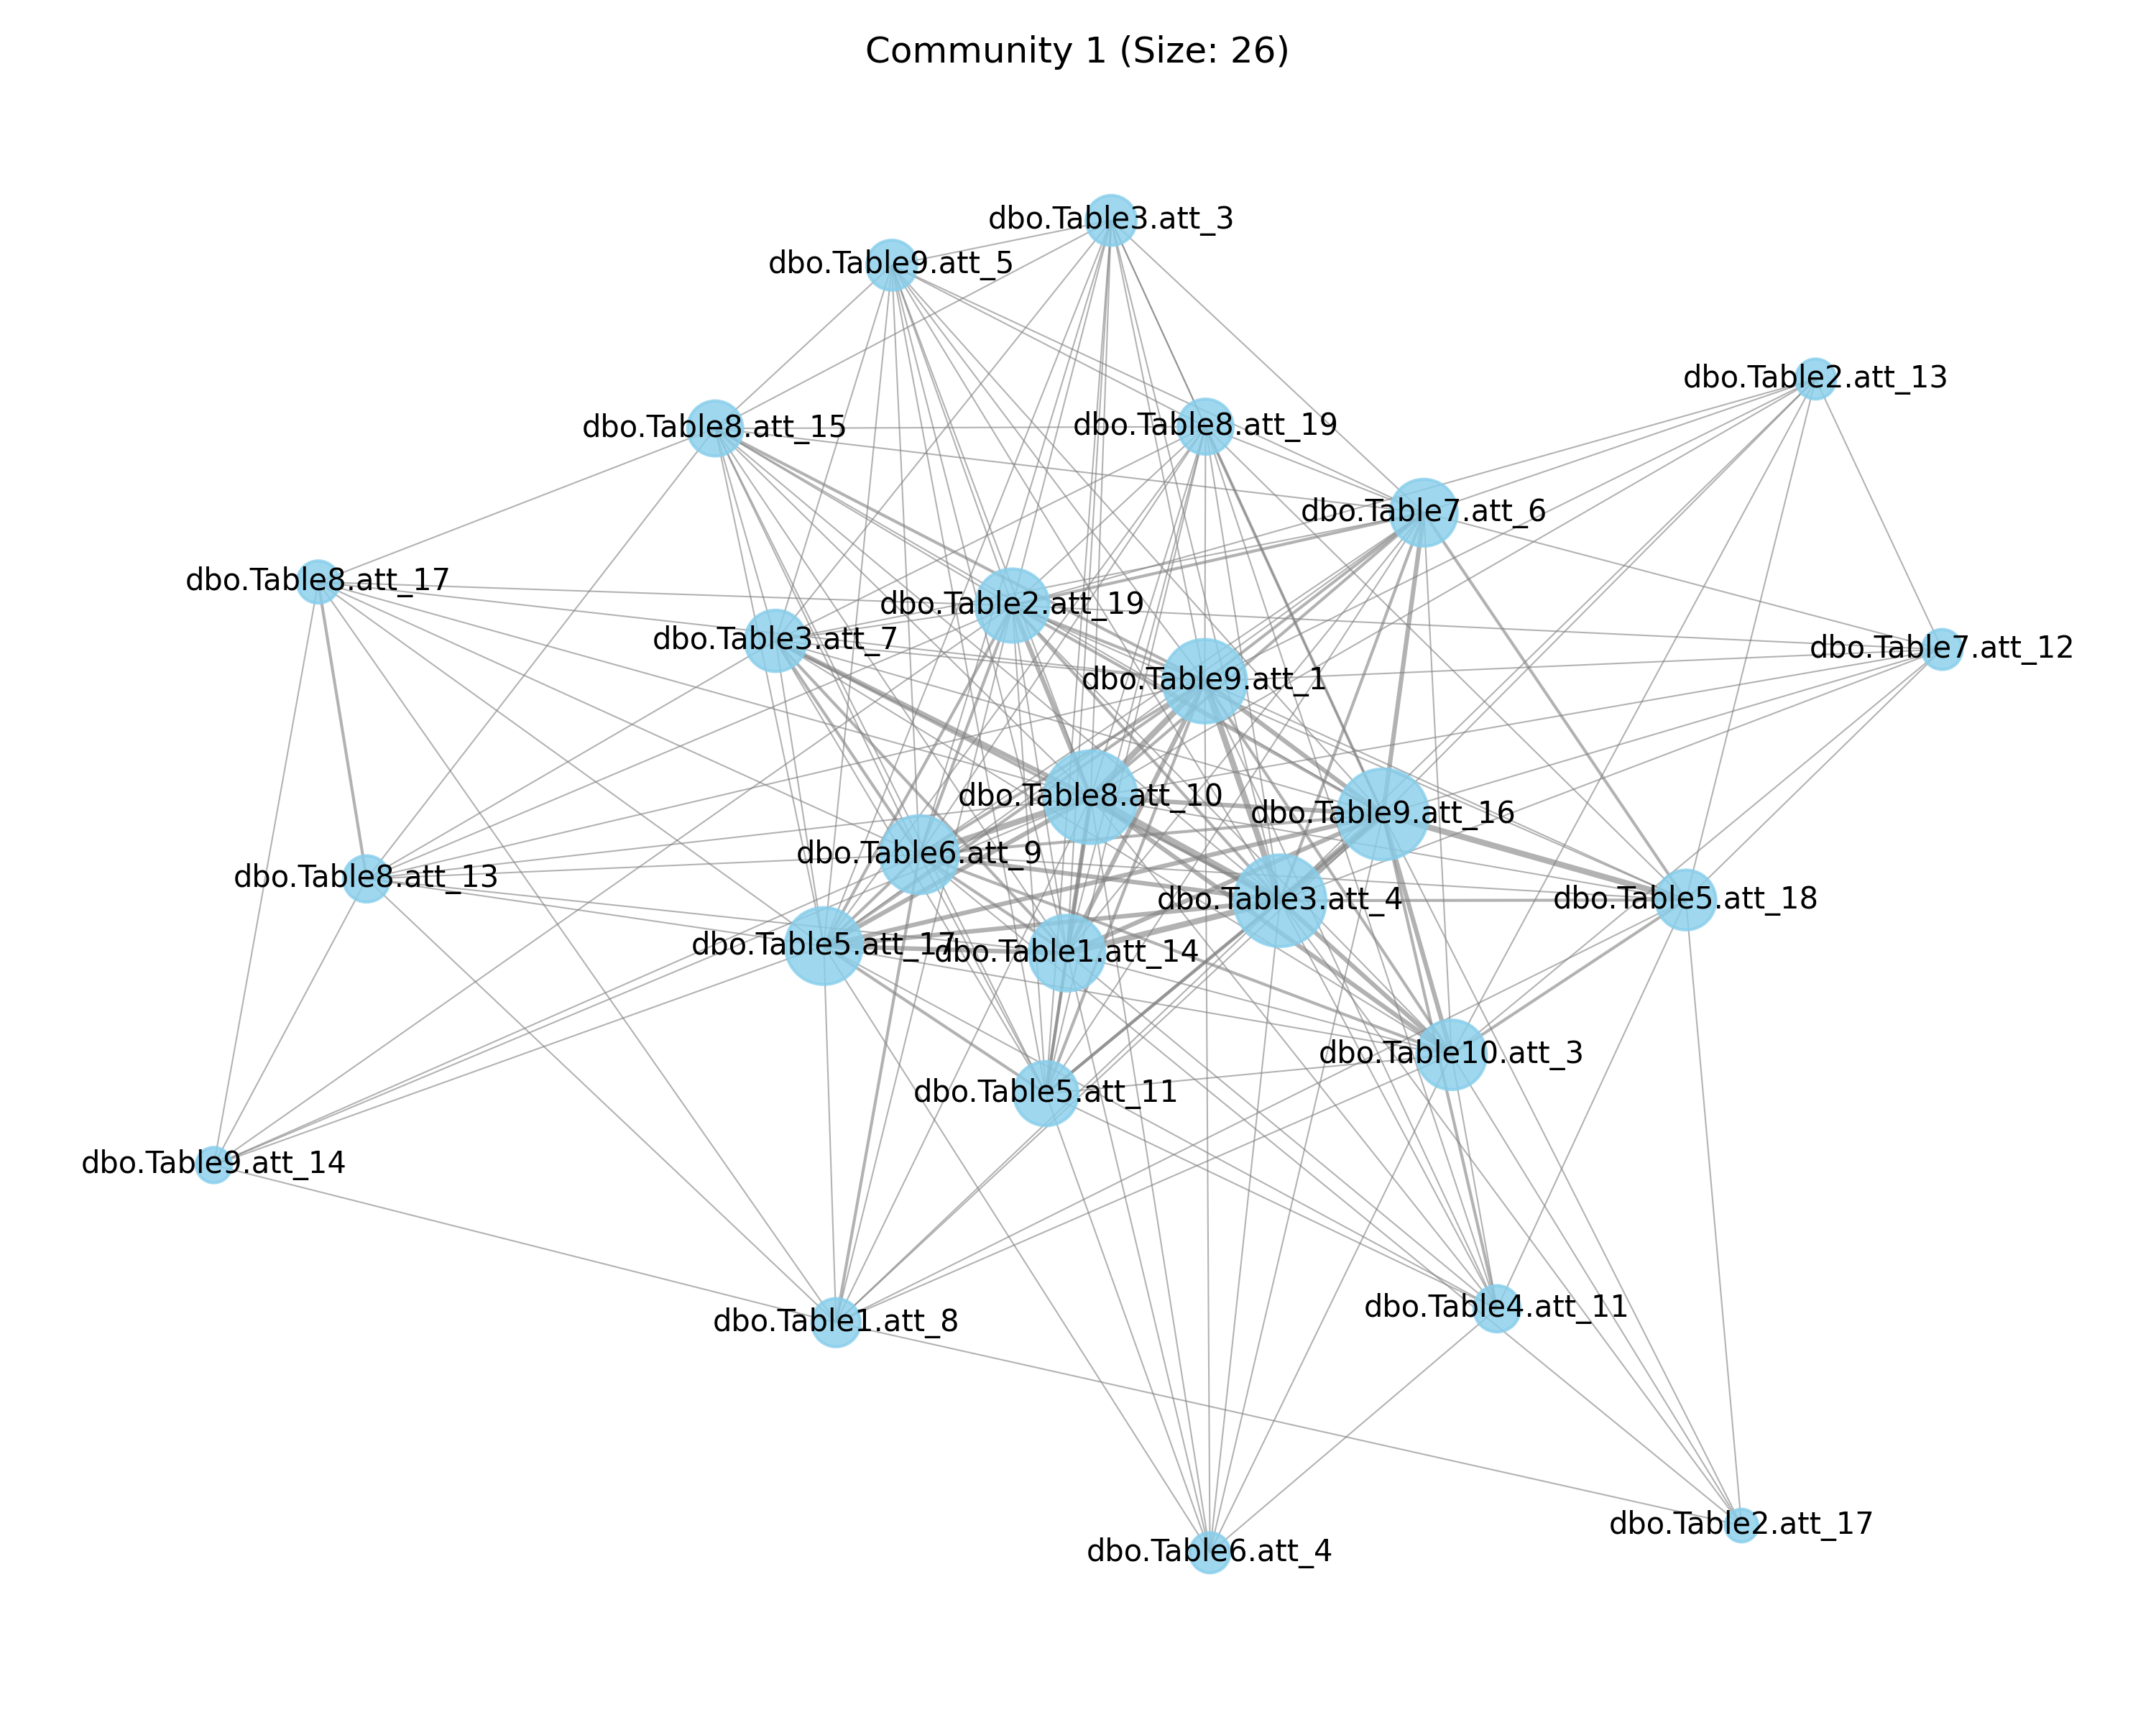 Community 1 (Size: 26)
dbo.Table3.att_3
dbo.Table9.att_5
dbo.Table2.att_13
dbo.Table8.att_15
dbo.Table8.att_19
dbo.Table7.att_6
dbo.Table8.att_17
dbo.Table2.att_19
dbo.Table3.att_7
dbo.Table7.att_12
dbo.Table9.att_1
dbo.Table8.att_10
dbo.Table9.att_16
dbo.Table6.att_9
dbo.Table8.att_13
dbo.Table3.att_4
dbo.Table5.att_18
dbo.Table5.att_17
dbo.Table1.att_14
dbo.Table10.att_3
dbo.Table5.att_11
dbo.Table9.att_14
dbo.Table4.att_11
dbo.Table1.att_8
dbo.Table2.att_17
dbo.Table6.att_4